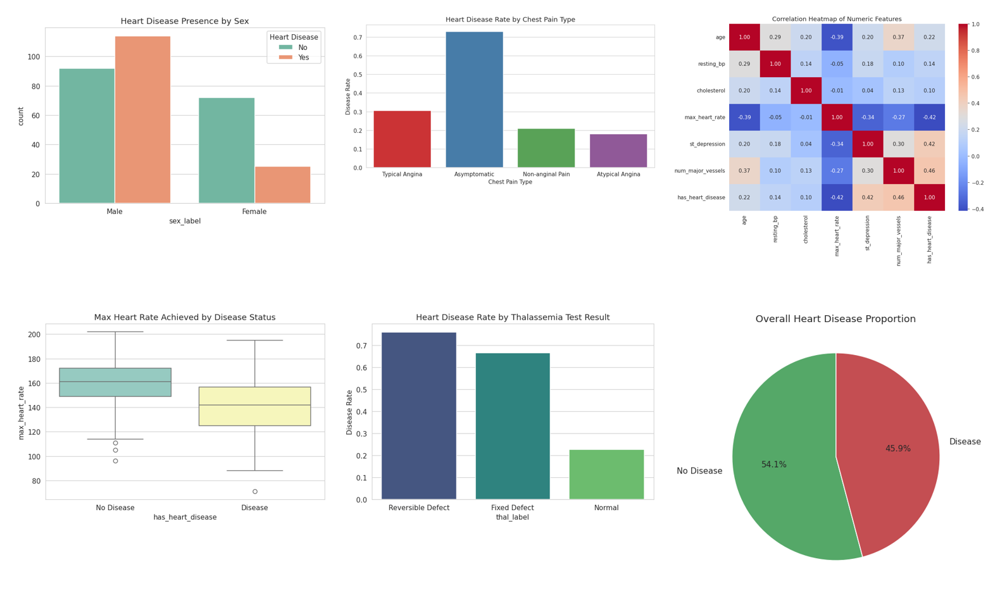 Heart Disease Presence by Sex
Heart Disease
No
Yes
100
80
60
40
20
0
count
Male Female
sex_label
Heart Disease Rate by Chest Pain Type
0.7
0.6
0.5
0.4
0.3
0.2
0.1
0.0
Disease Rate
Typical Angina Asymptomatic Non-anginal Pain Atypical Angina
Chest Pain Type
Correlation Heatmap of Numeric Features
age 1.00 0.29 0.20 -0.39 0.20 0.37 0.22
resting_bp 0.29 1.00 0.14 -0.05 0.18 0.10 0.14
cholesterol 0.20 0.14 1.00 -0.01 0.04 0.13 0.10
max_heart_rate -0.39 -0.05 -0.01 1.00 -0.34 -0.27 -0.42
st_depression 0.20 0.18 0.04 -0.34 1.00 0.30 0.42
num_major_vessels 0.37 0.10 0.13 -0.27 0.30 1.00 0.46
has_heart_disease 0.22 0.14 0.10 -0.42 0.42 0.46 1.00
age resting_bp cholesterol max_heart_rate st_depression num_major_vessels has_heart_disease
1.0
0.8
0.6
0.4
0.2
0.0
−0.2
−0.4
Max Heart Rate Achieved by Disease Status
200
180
160
140
120
100
80
max_heart_rate
No Disease Disease
has_heart_disease
Heart Disease Rate by Thalassemia Test Result
0.7
0.6
0.5
0.4
0.3
0.2
0.1
0.0
Disease Rate
Reversible Defect Fixed Defect Normal
thal_label
Overall Heart Disease Proportion
Disease
45.9%
54.1%
No Disease